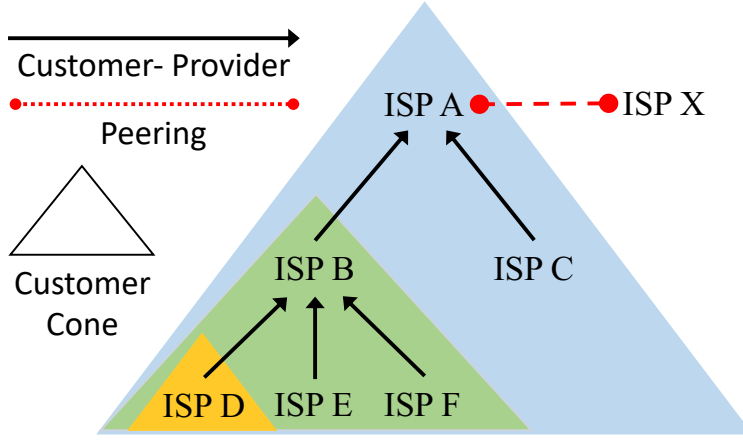 Customer- Provider
Peering
Customer
Cone
ISP A
ISP X
ISP B
ISP C
ISP D
ISP E
ISP F